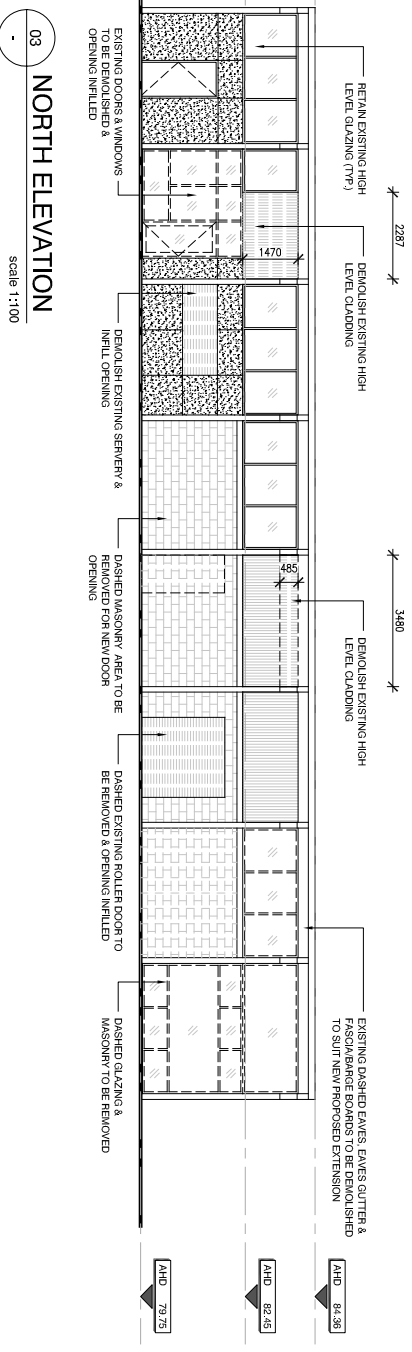 2287
3480
RETAIN EXISTING HIGH
LEVEL GLAZING (TYP.)
DEMOLISH EXISTING HIGH
LEVEL CLADDING
DEMOLISH EXISTING HIGH
LEVEL CLADDING
EXISTING DASHED EAVES, EAVES GUTTER &
FASCIA/BARGE BOARDS TO BE DEMOLISHED
TO SUIT NEW PROPOSED EXTENSION
1470
485
AHD 84.36
AHD 82.45
AHD 79.75
EXISTING DOORS & WINDOWS
TO BE DEMOLISHED &
OPENING INFILLED
DEMOLISH EXISTING SERVERY &
INFILL OPENING
DASHED MASONRY AREA TO BE
REMOVED FOR NEW DOOR
OPENING
DASHED EXISTING ROLLER DOOR TO
BE REMOVED & OPENING INFILLED
DASHED GLAZING &
MASONRY TO BE REMOVED
03
-
NORTH ELEVATION
scale 1:100